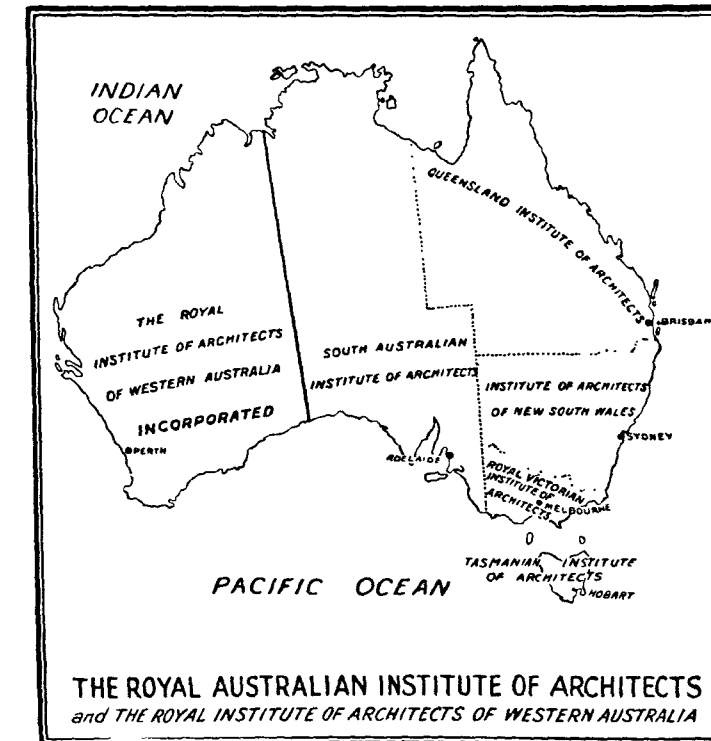 INDIAN
OCEAN
QUEENSLAND INSTITUTE OF ARCHITECTS
BRISBAN
THE ROYAL
INSTITUTE OF ARCHITECTS
OF WESTERN AUSTRALIA
INCORPORATED
PERTH
SOUTH AUSTRALIAN
INSTITUTE OF ARCHITECTS
ADELAIDE
INSTITUTE OF ARCHITECTS
OF NEW SOUTH WALES
SYDNEY
ROYAL VICTORIAN
INSTITUTE OF
ARCHITECTS
MELBOURNE
TASMANIAN INSTITUTE
OF ARCHITECTS
HOBART
PACIFIC OCEAN
THE ROYAL AUSTRALIAN INSTITUTE OF ARCHITECTS
and THE ROYAL INSTITUTE OF ARCHITECTS OF WESTERN AUSTRALIA